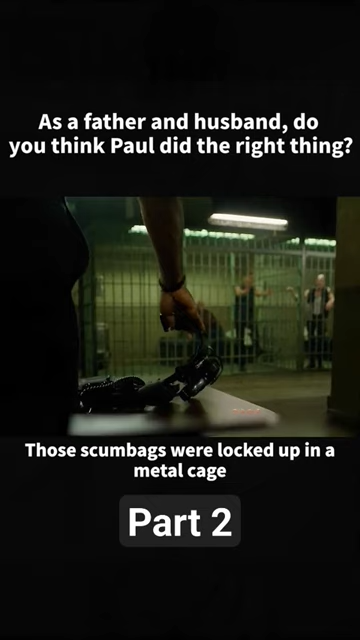 As a father and husband, do
you think Paul did the right thing?
Those scumbags were locked up in a
metal cage
Part 2